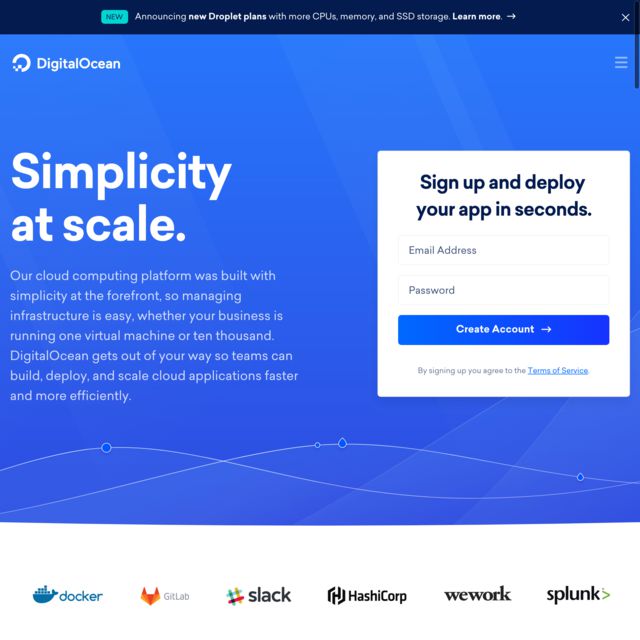 NEW Announcing new Droplet plans with more CPUs, memory, and SSD storage. Learn more. →
DigitalOcean
Simplicity
at scale.
Our cloud computing platform was built with
simplicity at the forefront, so managing
infrastructure is easy, whether your business is
running one virtual machine or ten thousand.
DigitalOcean gets out of your way so teams can
build, deploy, and scale cloud applications faster
and more efficiently.
Sign up and deploy
your app in seconds.
Email Address
Password
Create Account →
By signing up you agree to the Terms of Service.
docker
GitLab
slack
HashiCorp
wework
splunk>